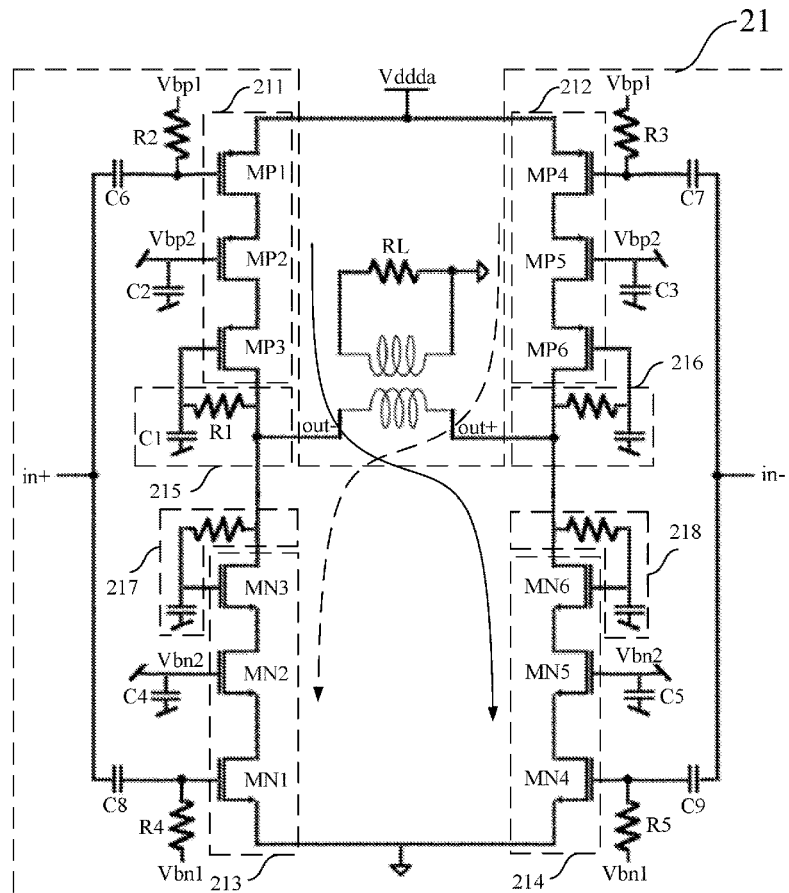 21
Vddda
Vbp1
211
212
Vbp1
R2
R3
MP1
MP4
C6
C7
Vbp2
MP2
RL
MP5
Vbp2
C2
C3
MP3
MP6
216
C1
R1
out-
out+
in+
215
in-
217
218
MN3
MN6
Vbn2
MN2
MN5
Vbn2
C4
C5
MN1
MN4
C8
C9
R4
R5
Vbn1
213
214
Vbn1